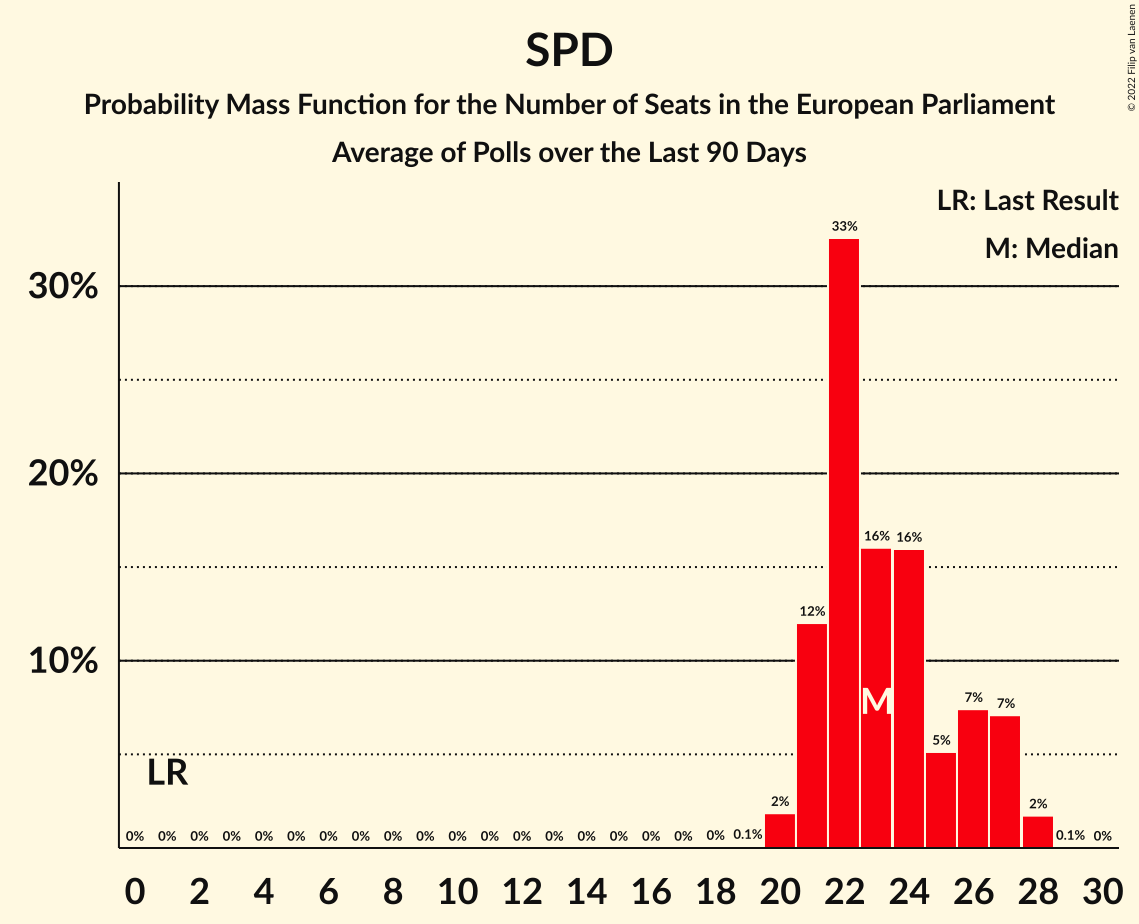 SPD
Probability Mass Function for the Number of Seats in the European Parliament
Average of Polls over the Last 90 Days
© 2022 Filip van Laenen
LR: Last Result
M: Median
33%
30%
20%
16% 16%
12%
10%
M
7% 7%
5%
LR
2% 2%
0% 0% 0% 0% 0% 0% 0% 0% 0% 0% 0% 0% 0% 0% 0% 0% 0% 0% 0% 0.1% 0.1% 0%
0 2 4 6 8 10 12 14 16 18 20 22 24 26 28 30